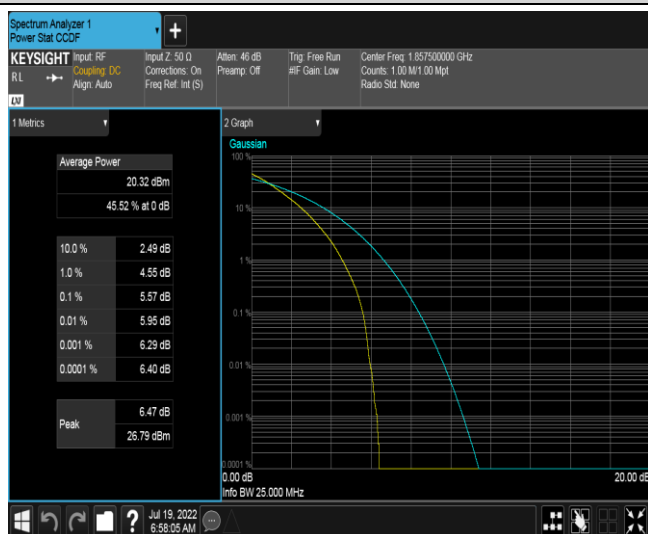 Spectrum Analyzer 1
Power Stat CCDF
KEYSIGHT
RL
LXI
Input: RF
Coupling: DC
Align: Auto
Input Z: 50 Ω
Corrections: On
Freq Ref: Int (S)
Atten: 46 dB
Preamp: Off
Trig: Free Run
#IF Gain: Low
Center Freq: 1.857500000 GHz
Counts: 1.00 M/1.00 Mpt
Radio Std: None
1 Metrics
Average Power
20.32 dBm
45.52 % at 0 dB
10.0 % 2.49 dB
1.0 % 4.55 dB
0.1 % 5.57 dB
0.01 % 5.95 dB
0.001 % 6.29 dB
0.0001 % 6.40 dB
Peak
6.47 dB
26.79 dBm
2 Graph
Gaussian
100 %
10 %
1 %
0.1 %
0.01 %
0.001 %
0.0001 %
0.00 dB 20.00 dB
Info BW 25.000 MHz
Jul 19, 2022
6:58:05 AM